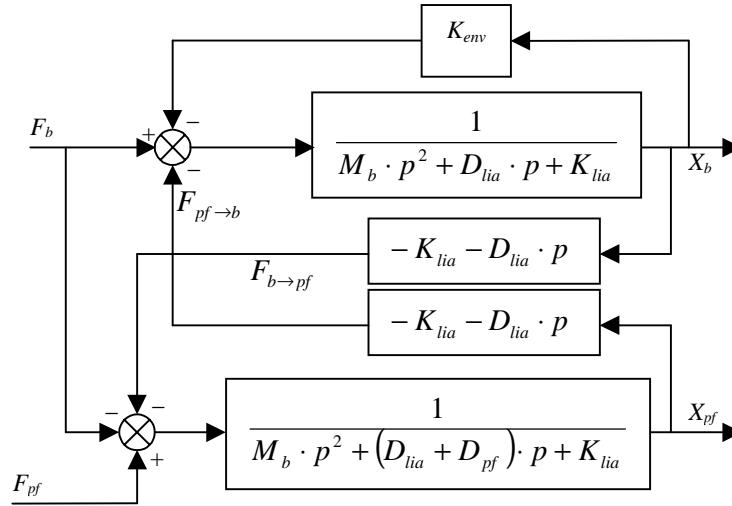 K_env
−
F_b
+
−
1
M_b · p² + D_lia · p + K_lia
X_b
F_pf→b
− K_lia − D_lia · p
F_b→pf
− K_lia − D_lia · p
1
M_b · p² + (D_lia + D_pf) · p + K_lia
X_pf
−
−
+
F_pf